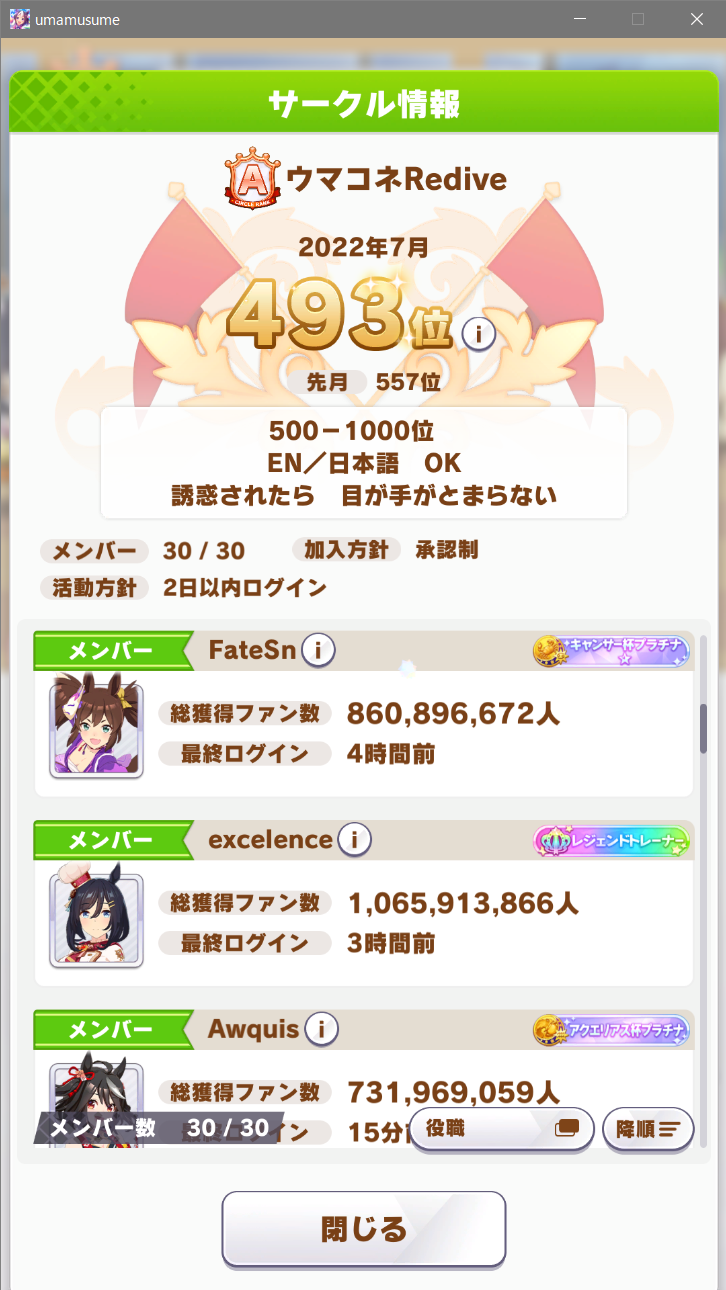 umamusume
サークル情報
A
CIRCLE RANK
ウマコネRedive
2022年7月
493位
先月 557位
500－1000位
EN／日本語　OK
誘惑されたら　目が手がとまらない
メンバー 30 / 30 加入方針 承認制
活動方針 2日以内ログイン
メンバー FateSn キャンサー杯プラチナ
総獲得ファン数 860,896,672人
最終ログイン 4時間前
メンバー excelence レジェンドトレーナー
総獲得ファン数 1,065,913,866人
最終ログイン 3時間前
メンバー Awquis アクエリアス杯プラチナ
総獲得ファン数 731,969,059人
メンバー数 30 / 30 イン 15分 役職 降順
閉じる